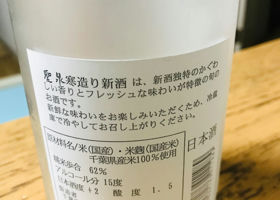 聖泉寒造り新酒 は、新酒独特のかぐわ
しい香りとフレッシュな味わいが特徴の旬の
お酒です。
新鮮な味わいをお楽しみいただくため、冷蔵
庫で冷やしてお召し上がりください。
日本酒
原材料名/米(国産)・米麹(国産米)
千葉県産米100%使用
精米歩合 62%
アルコール分 15度
日本酒度 +2 酸度 1.5